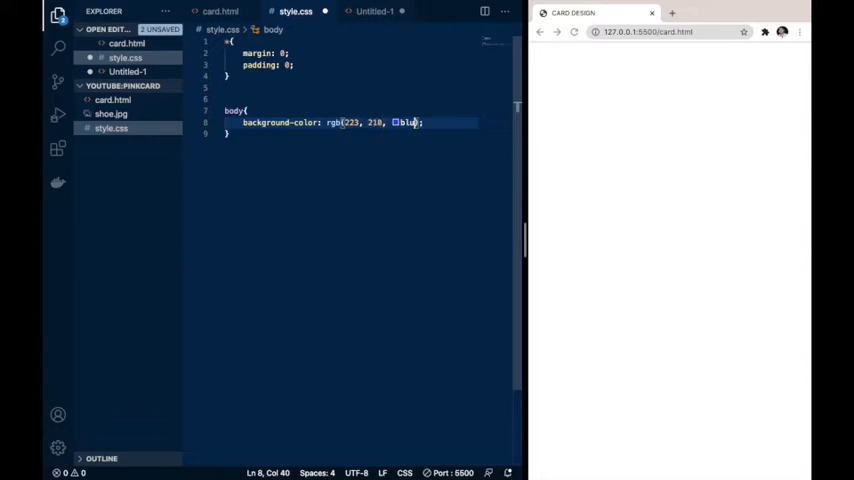 EXPLORER
OPEN EDIT... 2 UNSAVED
card.html
style.css
Untitled-1
YOUTUBE:PINKCARD
card.html
shoe.jpg
style.css
OUTLINE
card.html
style.css
Untitled-1
style.css > body
1 *{
2 margin: 0;
3 padding: 0;
4 }
5
6
7 body{
8 background-color: rgb(223, 210, blu);
9 }
0 0
Ln 8, Col 40
Spaces: 4
UTF-8
LF
CSS
Port : 5500
CARD DESIGN
127.0.0.1:5500/card.html